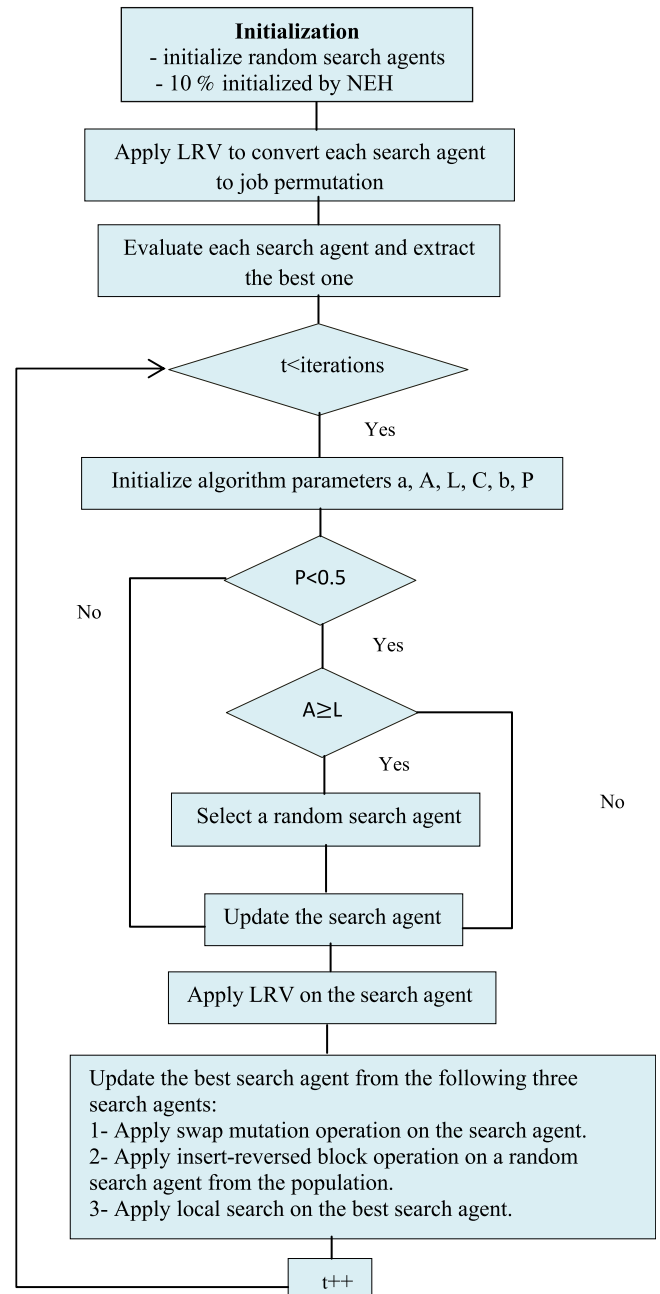 Initialization
- initialize random search agents
- 10 % initialized by NEH
Apply LRV to convert each search agent
to job permutation
Evaluate each search agent and extract
the best one
t<iterations
Yes
Initialize algorithm parameters a, A, L, C, b, P
P<0.5
No
Yes
A≥L
Yes
No
Select a random search agent
Update the search agent
Apply LRV on the search agent
Update the best search agent from the following three
search agents:
1- Apply swap mutation operation on the search agent.
2- Apply insert-reversed block operation on a random
search agent from the population.
3- Apply local search on the best search agent.
t++